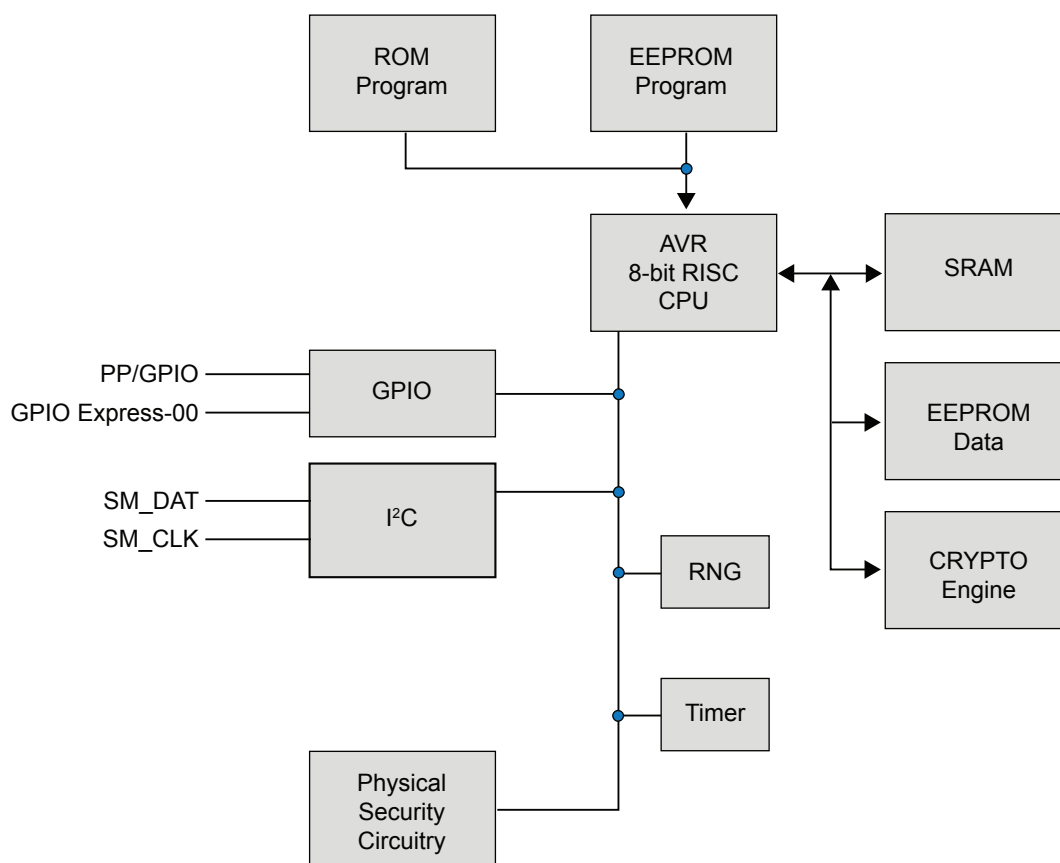 ROM
Program
EEPROM
Program
AVR
8-bit RISC
CPU
SRAM
PP/GPIO
GPIO Express-00
GPIO
EEPROM
Data
SM_DAT
SM_CLK
I²C
RNG
CRYPTO
Engine
Timer
Physical
Security
Circuitry